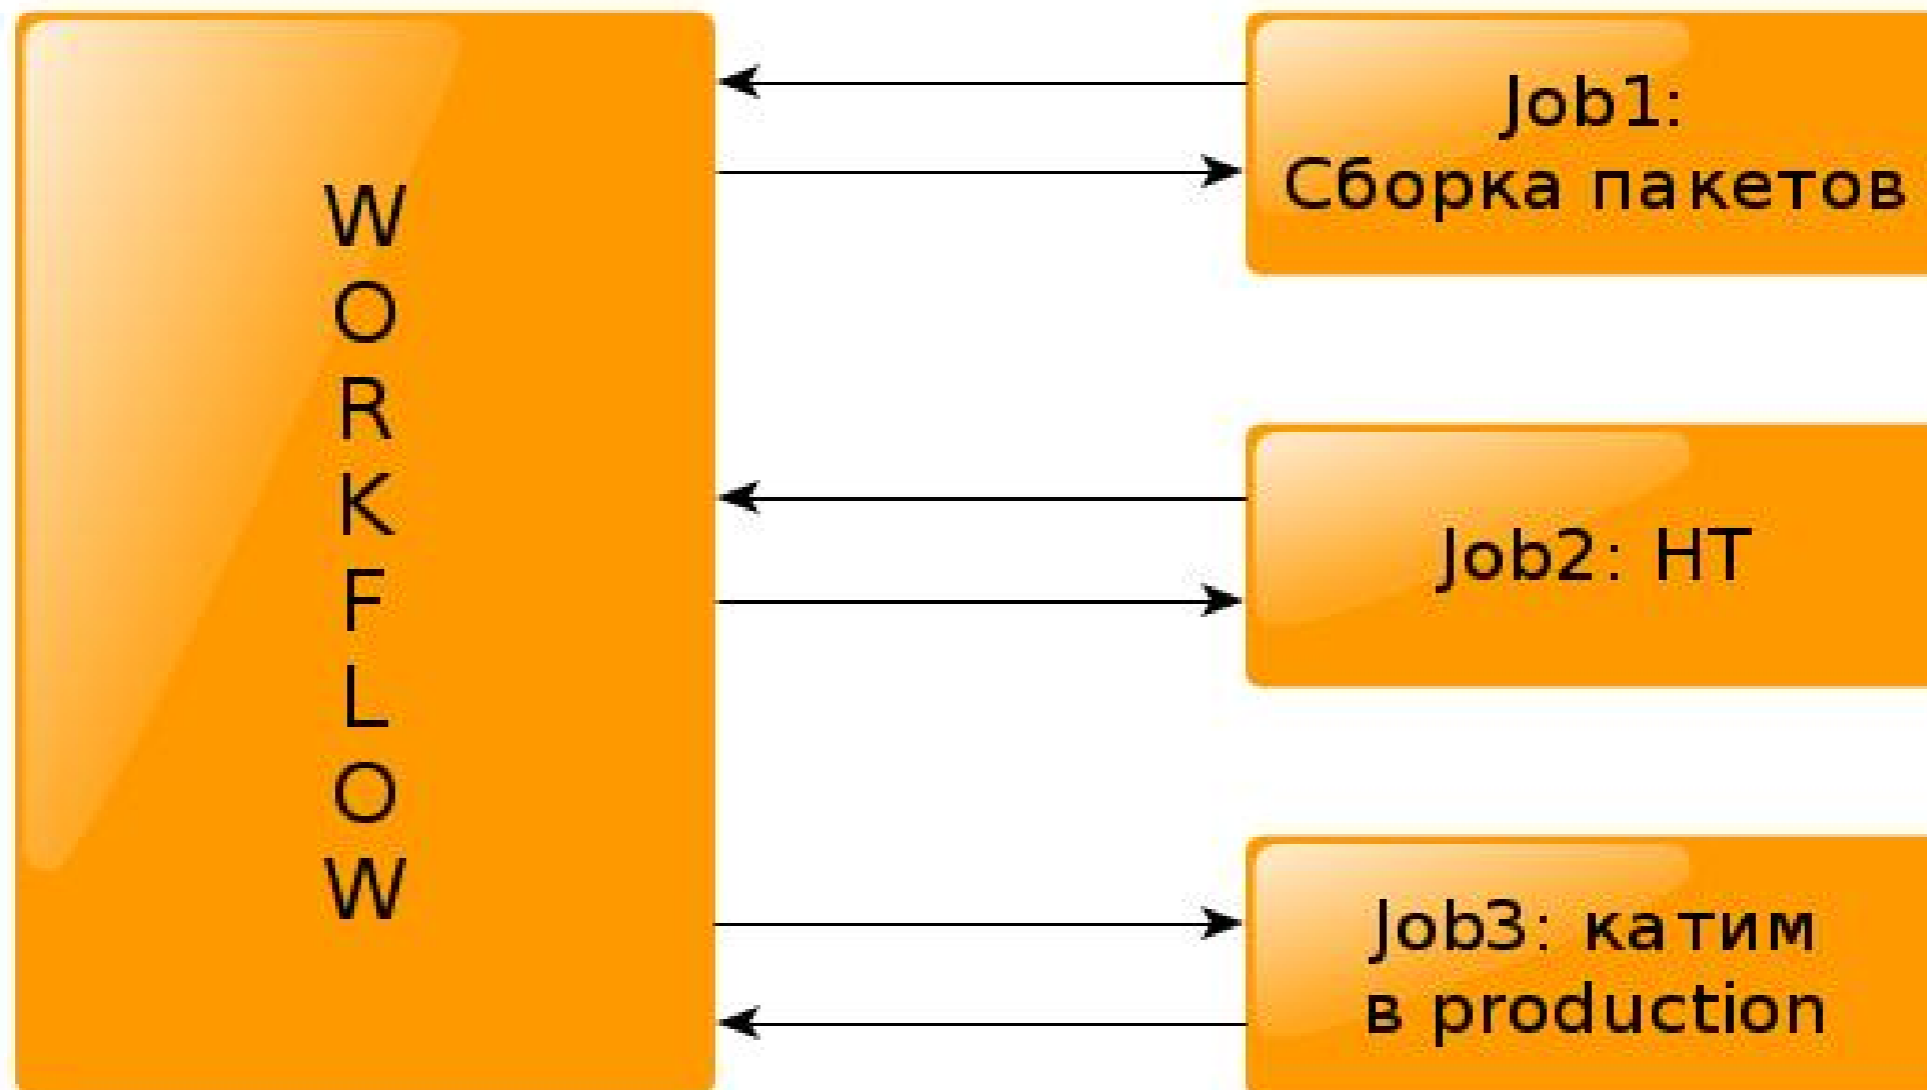 W
O
R
K
F
L
O
W
Job1:
Сборка пакетов
Job2: НТ
Job3: катим
в production